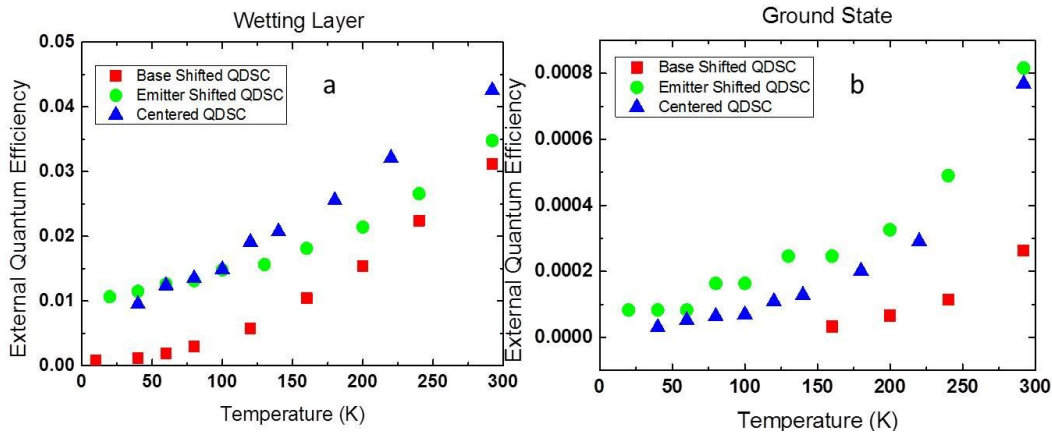 Wetting Layer
0.05
0.04
0.03
0.02
0.01
0.00
External Quantum Efficiency
Base Shifted QDSC
Emitter Shifted QDSC
Centered QDSC
a
0 50 100 150 200 250 300
Temperature (K)
Ground State
0.0008
0.0006
0.0004
0.0002
0.0000
External Quantum Efficiency
Base Shifted QDSC
Emitter Shifted QDSC
Centered QDSC
b
0 50 100 150 200 250 300
Temperature (K)